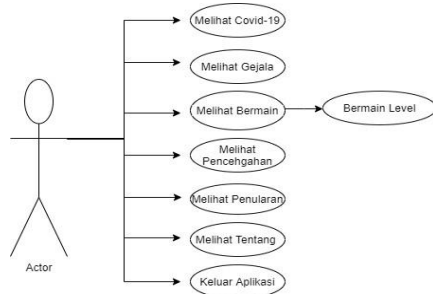 Melihat Covid-19
Melihat Gejala
Melihat Bermain
Bermain Level
Melihat
Pencehgahan
Melihat Penularan
Melihat Tentang
Keluar Aplikasi
Actor